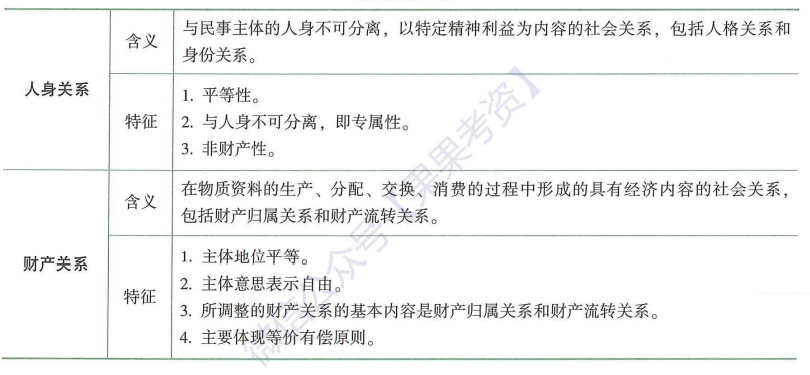 含义
与民事主体的人身不可分离，以特定精神利益为内容的社会关系，包括人格关系和
身份关系。
人身关系
特征
1. 平等性。
2. 与人身不可分离，即专属性。
3. 非财产性。
含义
在物质资料的生产、分配、交换、消费的过程中形成的具有经济内容的社会关系，
包括财产归属关系和财产流转关系。
财产关系
特征
1. 主体地位平等。
2. 主体意思表示自由。
3. 所调整的财产关系的基本内容是财产归属关系和财产流转关系。
4. 主要体现等价有偿原则。
微信公众号【果果考资】